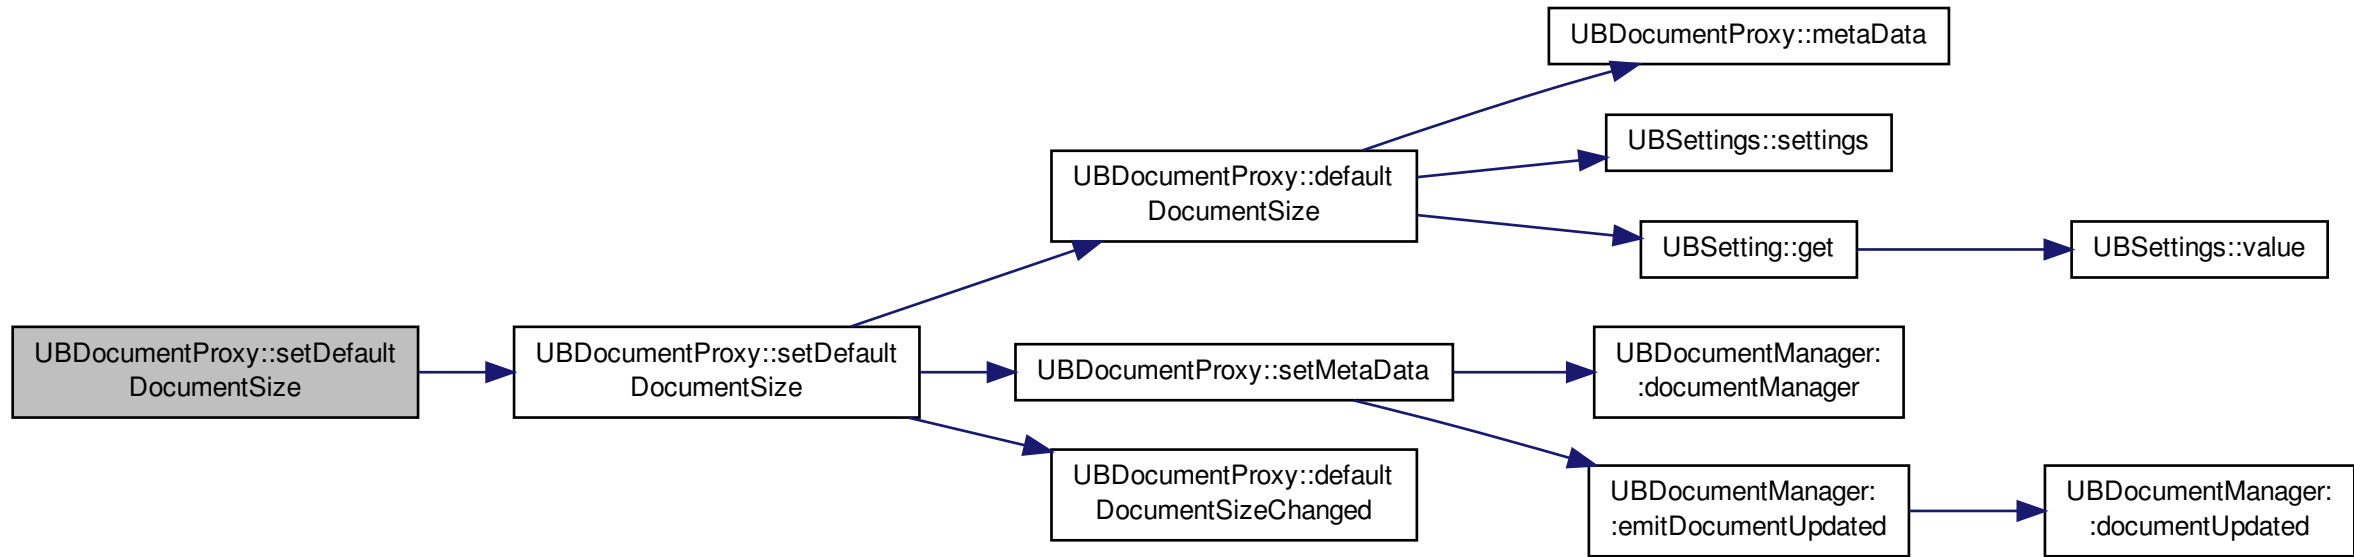 UBDocumentProxy::setDefault
DocumentSize
UBDocumentProxy::setDefault
DocumentSize
UBDocumentProxy::default
DocumentSize
UBDocumentProxy::metaData
UBSettings::settings
UBSetting::get
UBSettings::value
UBDocumentProxy::setMetaData
UBDocumentManager:
:documentManager
UBDocumentManager:
:emitDocumentUpdated
UBDocumentManager:
:documentUpdated
UBDocumentProxy::default
DocumentSizeChanged